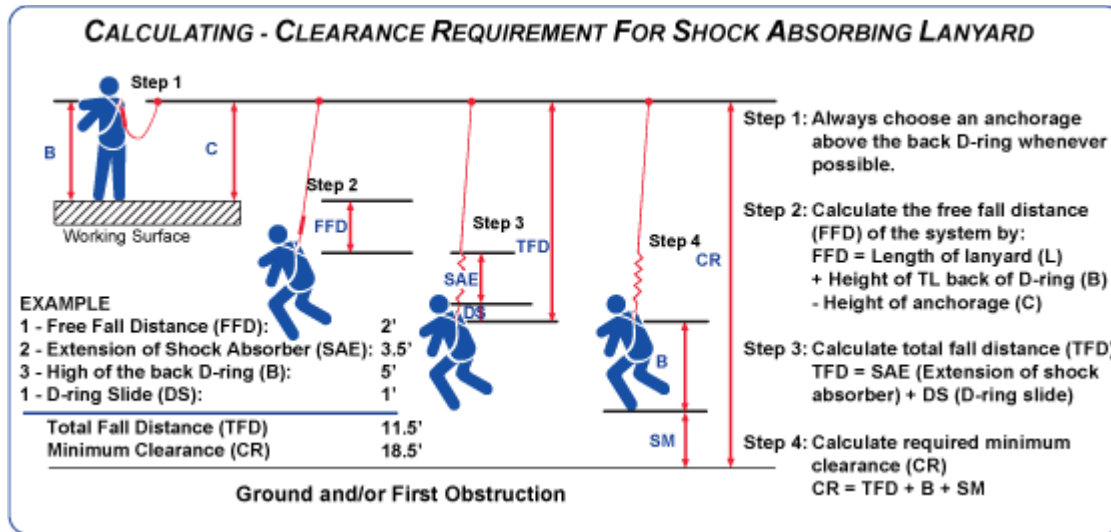 CALCULATING - CLEARANCE REQUIREMENT FOR SHOCK ABSORBING LANYARD
Step 1
B
C
Working Surface
Step 2
FFD
Step 3
TFD
SAE
DS
Step 4
CR
B
SM
EXAMPLE
1 - Free Fall Distance (FFD): 2'
2 - Extension of Shock Absorber (SAE): 3.5'
3 - High of the back D-ring (B): 5'
1 - D-ring Slide (DS): 1'
Total Fall Distance (TFD) 11.5'
Minimum Clearance (CR) 18.5'
Ground and/or First Obstruction
Step 1: Always choose an anchorage
above the back D-ring whenever
possible.
Step 2: Calculate the free fall distance
(FFD) of the system by:
FFD = Length of lanyard (L)
+ Height of TL back of D-ring (B)
- Height of anchorage (C)
Step 3: Calculate total fall distance (TFD)
TFD = SAE (Extension of shock
absorber) + DS (D-ring slide)
Step 4: Calculate required minimum
clearance (CR)
CR = TFD + B + SM